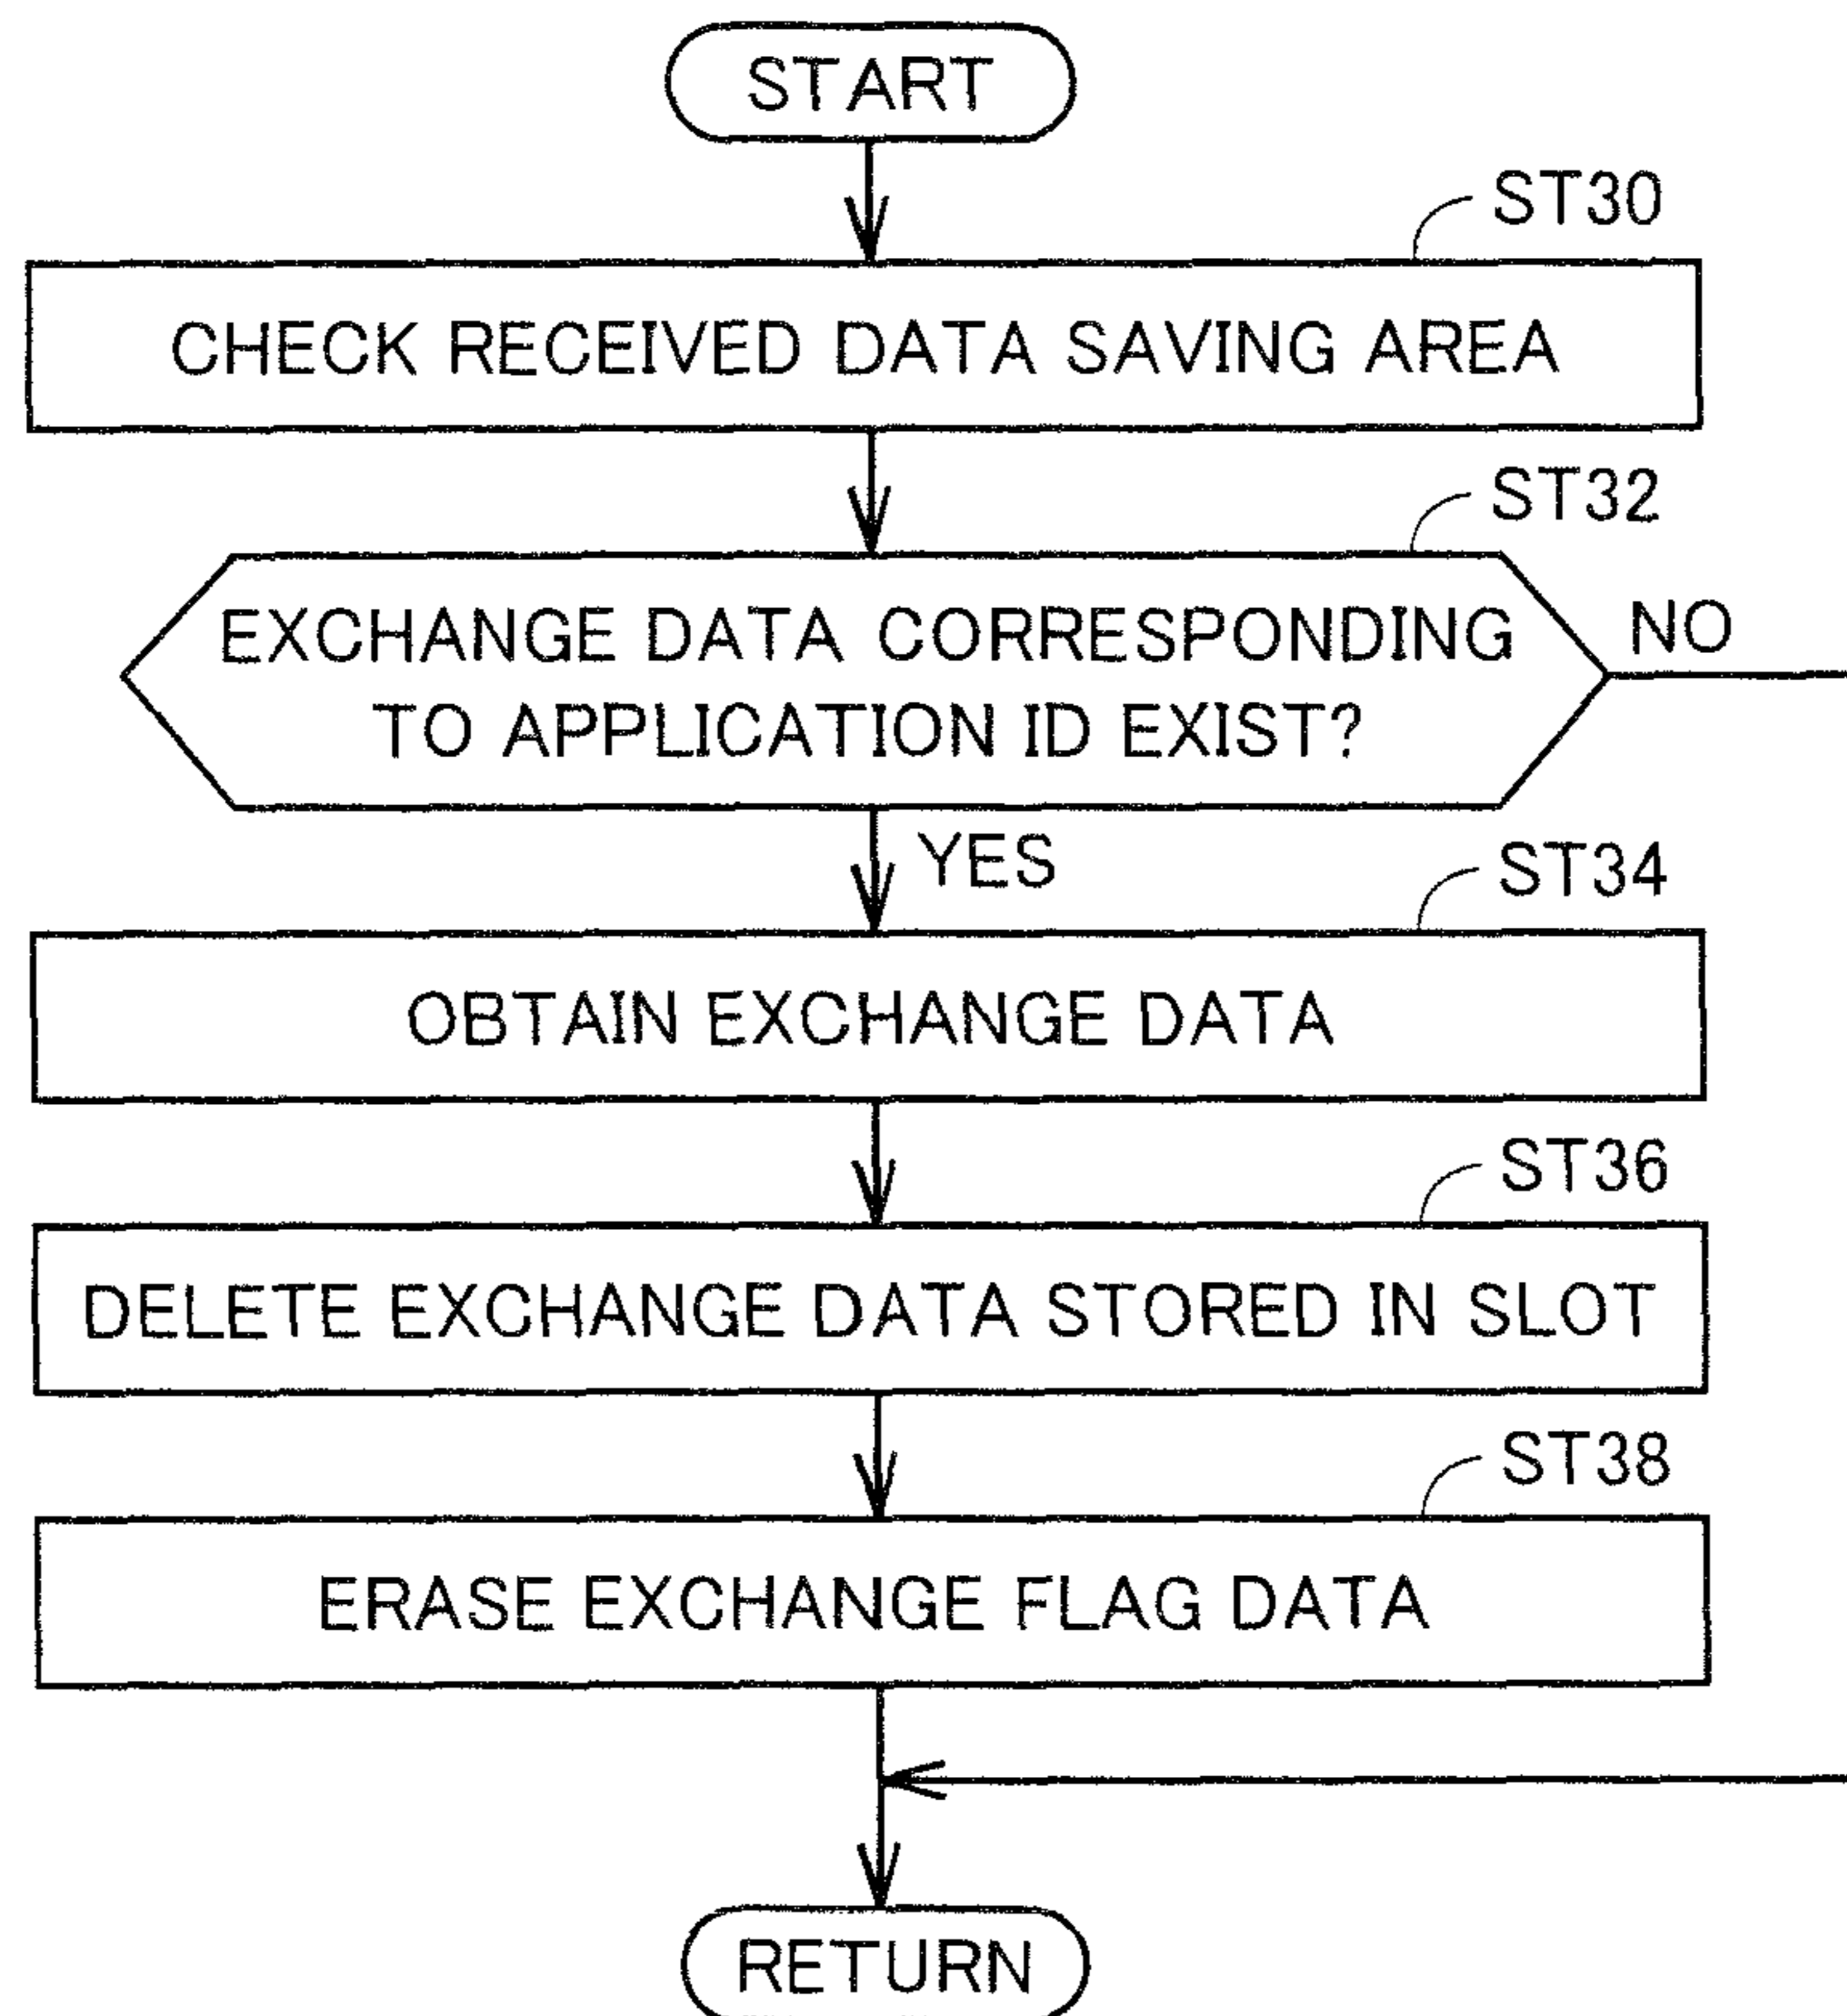 START
ST30
CHECK RECEIVED DATA SAVING AREA
ST32
EXCHANGE DATA CORRESPONDING
TO APPLICATION ID EXIST?
NO
YES
ST34
OBTAIN EXCHANGE DATA
ST36
DELETE EXCHANGE DATA STORED IN SLOT
ST38
ERASE EXCHANGE FLAG DATA
RETURN